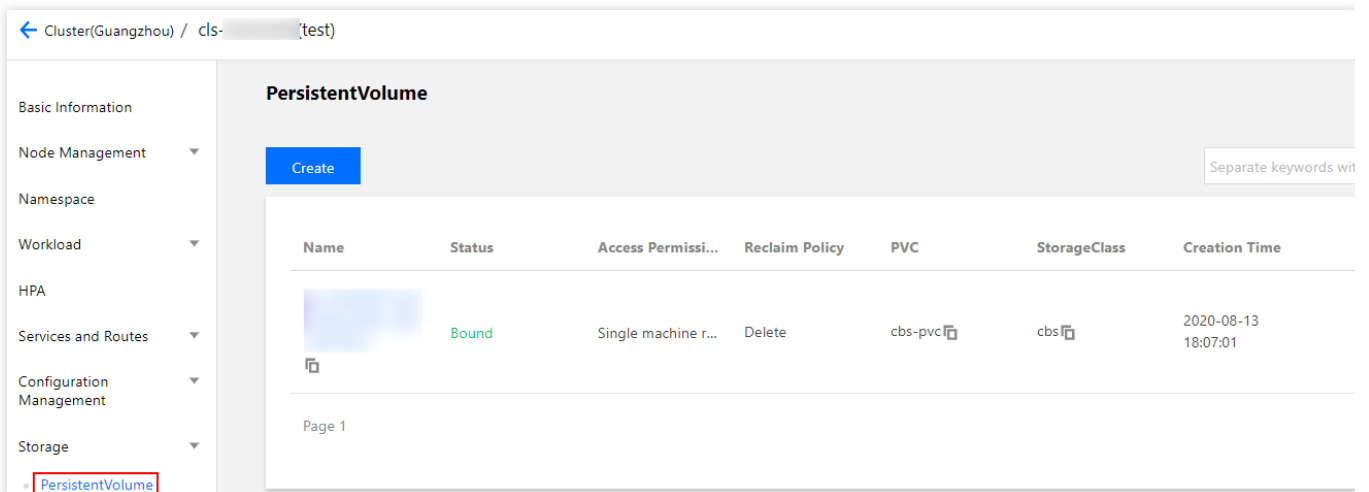 Cluster(Guangzhou) / cls- (test)
Basic Information
Node Management
Namespace
Workload
HPA
Services and Routes
Configuration
Management
Storage
PersistentVolume
PersistentVolume
Create
Separate keywords wit
Name Status Access Permissi... Reclaim Policy PVC StorageClass Creation Time
Bound Single machine r... Delete cbs-pvc cbs 2020-08-13
18:07:01
Page 1